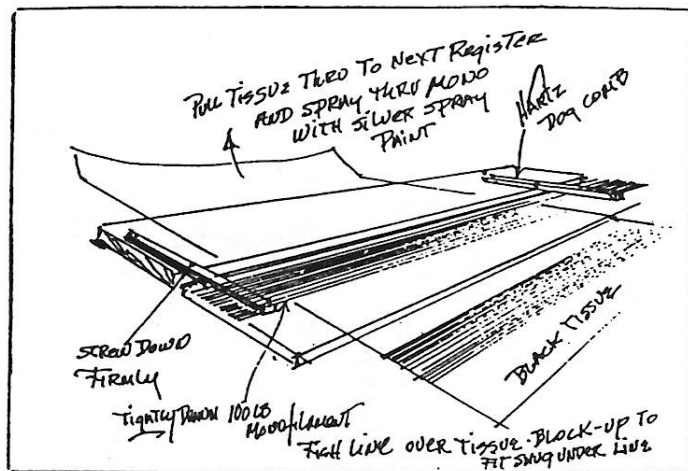 PULL TISSUE THRU TO NEXT REGISTER
AND SPRAY THRU MONO
WITH SILVER SPRAY
PAINT
HARTZ
DOG COMB
SCREW DOWN
FIRMLY
TIGHTLY DRAWN 100 LB
MONOFILAMENT
FISH LINE OVER TISSUE-BLOCK-UP TO
FIT SNUG UNDER LINE
BLACK TISSUE